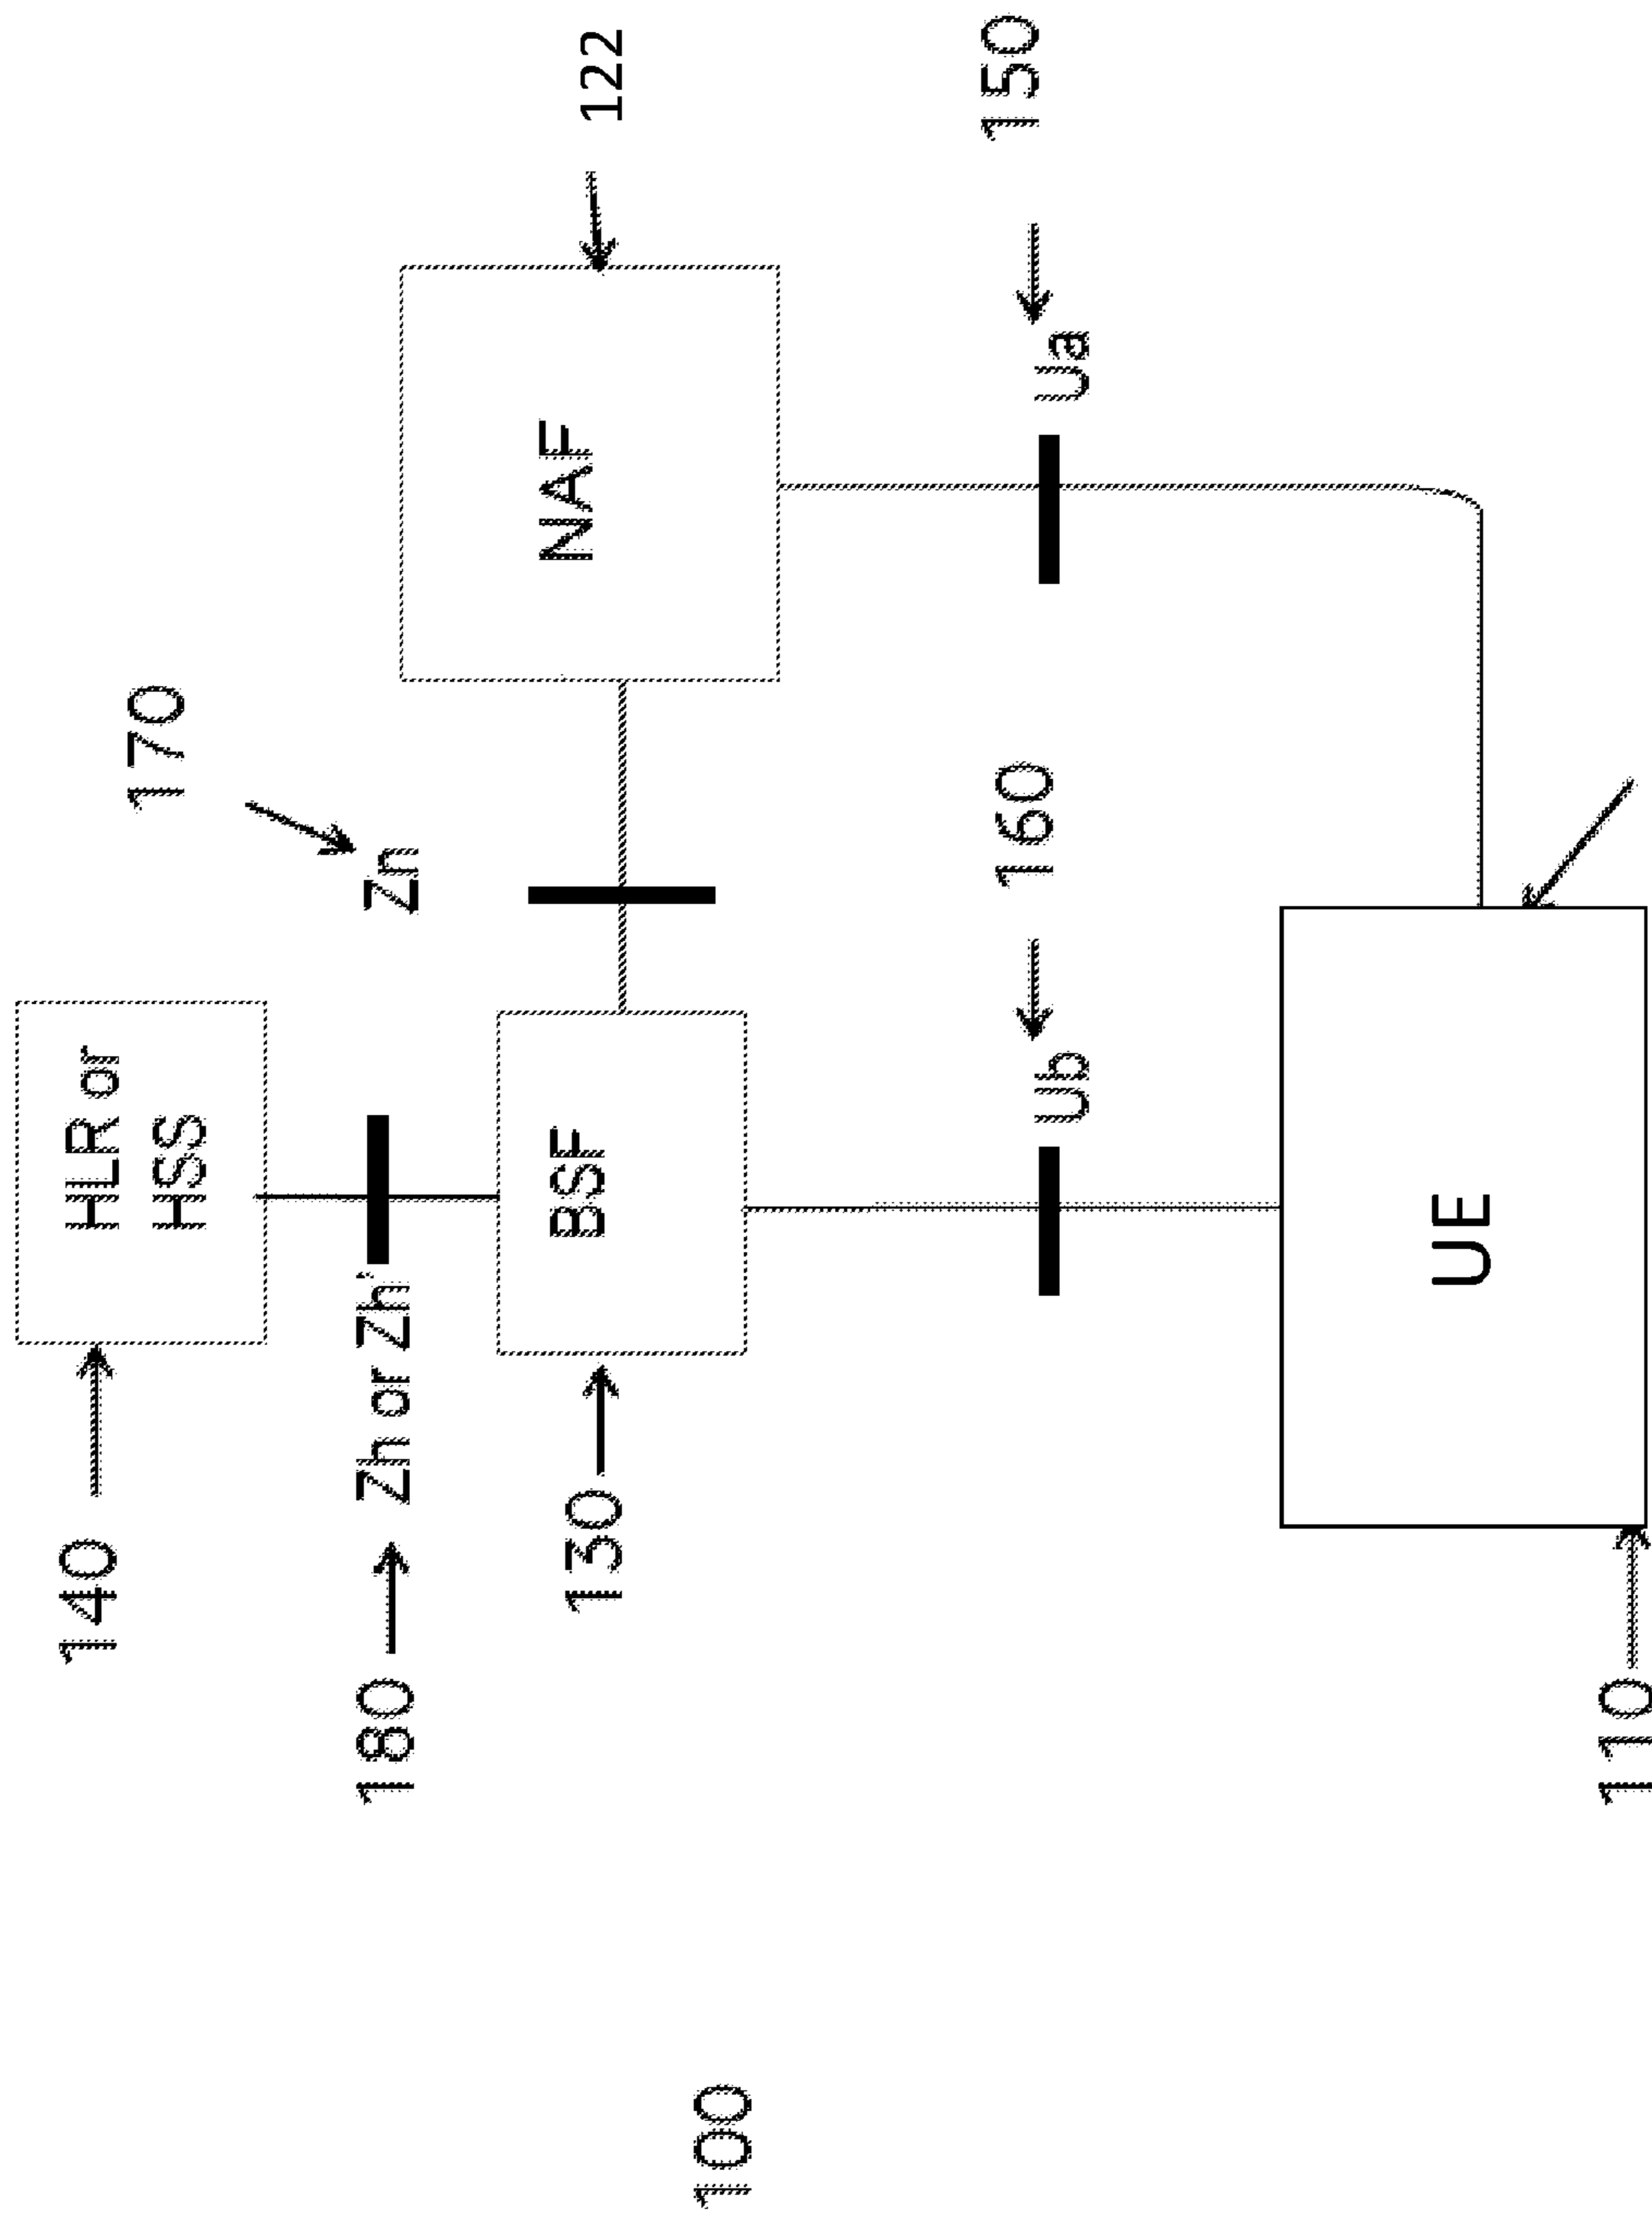 140
HLR or
HSS
170
180
Zh or Zh'
Zn
130
BSF
NAF
122
100
160
150
Ub
Ua
UE
110